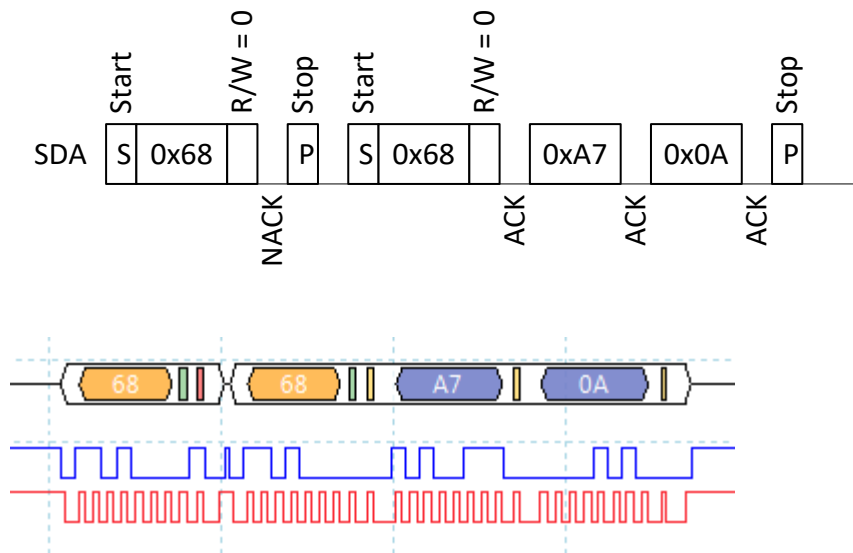 Start
R/W = 0
Stop
Start
R/W = 0
Stop
SDA S 0x68 P S 0x68 0xA7 0x0A P
NACK
ACK
ACK
ACK
68 68 A7 0A